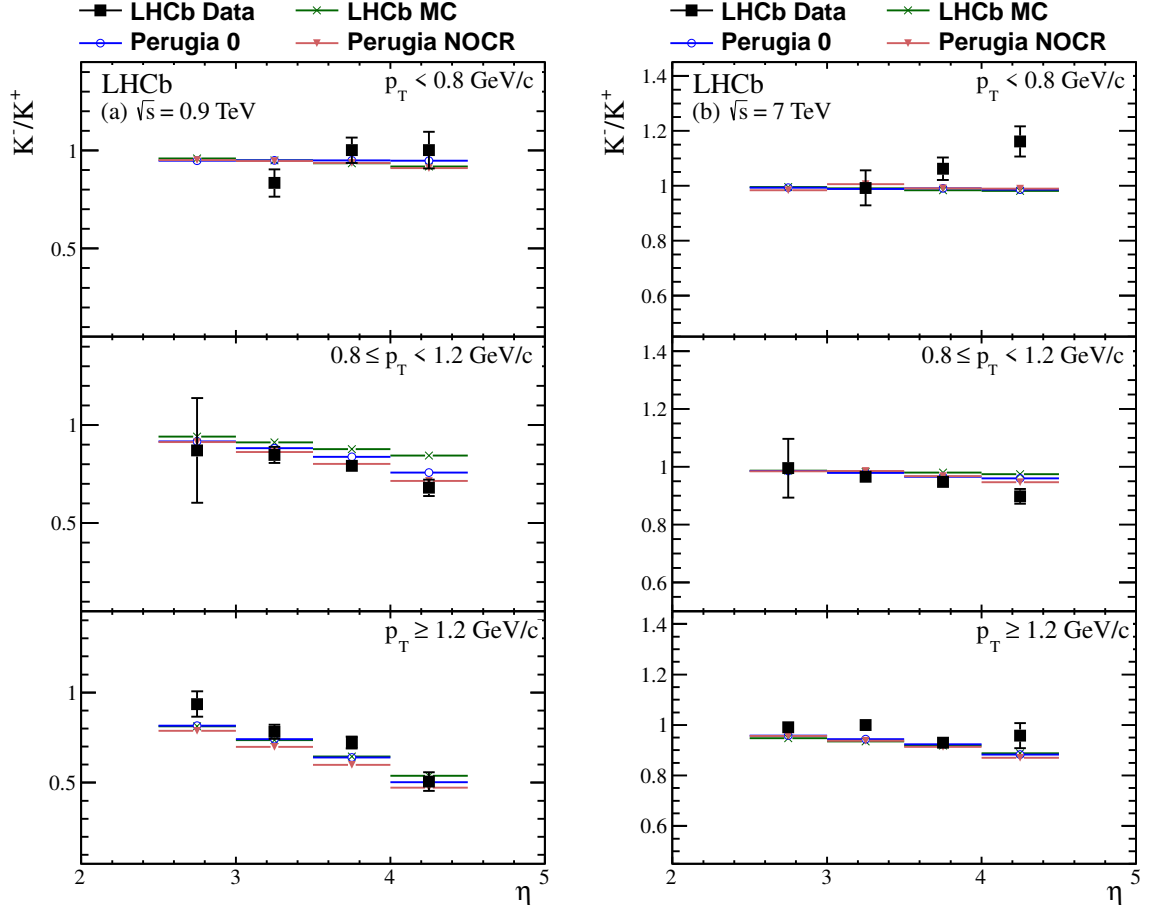 LHCb Data LHCb MC
Perugia 0 Perugia NOCR
K⁻/K⁺
LHCb
(a) √s = 0.9 TeV
p_T < 0.8 GeV/c
1
0.5
0.8 ≤ p_T < 1.2 GeV/c
1
0.5
p_T ≥ 1.2 GeV/c
1
0.5
2 3 4 5
η
LHCb Data LHCb MC
Perugia 0 Perugia NOCR
K⁻/K⁺
LHCb
(b) √s = 7 TeV
p_T < 0.8 GeV/c
1.4
1.2
1
0.8
0.6
0.8 ≤ p_T < 1.2 GeV/c
1.4
1.2
1
0.8
0.6
p_T ≥ 1.2 GeV/c
1.4
1.2
1
0.8
0.6
2 3 4 5
η